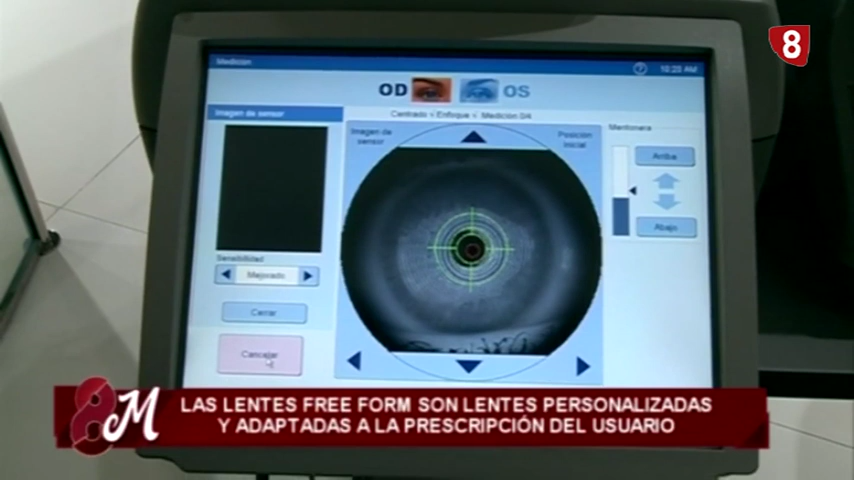 8
Medición
10:25 AM
OD
OS
Imagen de sensor
Centrado
Enfoque
Medición 0/4
Mentonera
Imagen de
sensor
Posición
inicial
Arriba
Abajo
Sensibilidad
Mejorado
Cerrar
Cancelar
8M
LAS LENTES FREE FORM SON LENTES PERSONALIZADAS
Y ADAPTADAS A LA PRESCRIPCIÓN DEL USUARIO